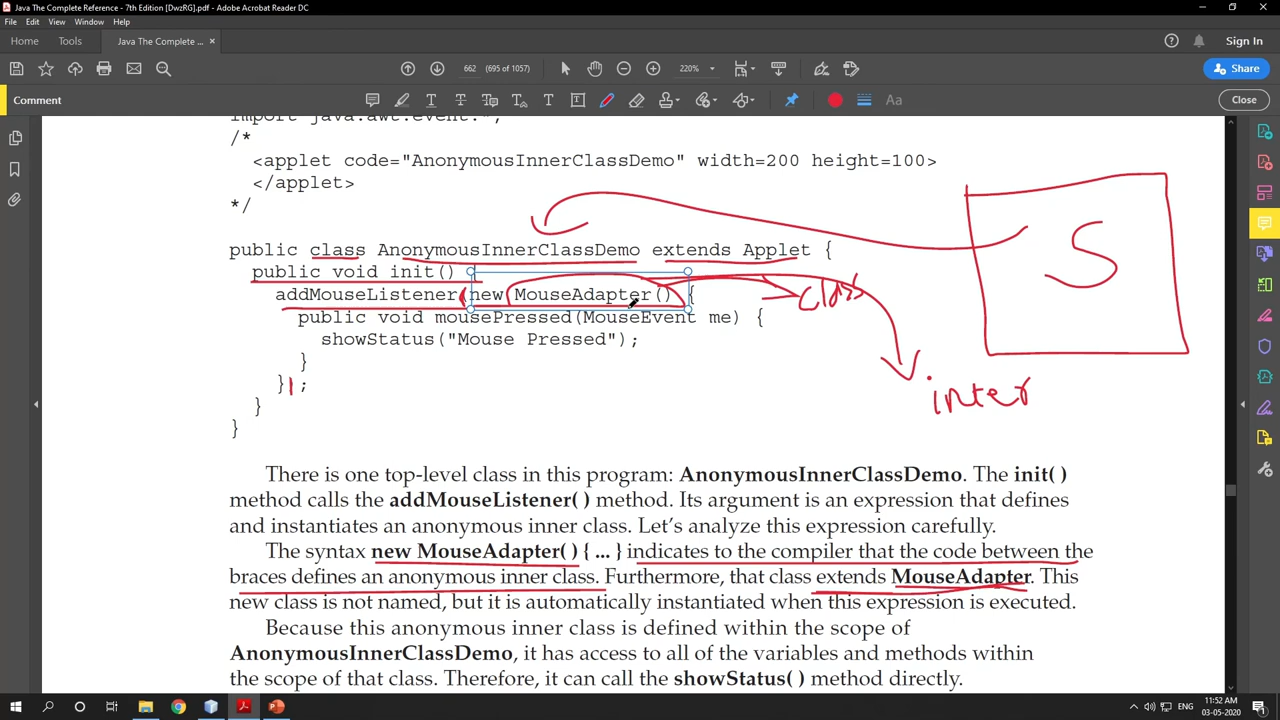 Java The Complete Reference - 7th Edition [DwzRG].pdf - Adobe Acrobat Reader DC
File Edit View Window Help
Home Tools Java The Complete ... × Sign In
662 (695 of 1057) 220% Share
Comment Aa Close
import java.awt.event.*;
/*
<applet code="AnonymousInnerClassDemo" width=200 height=100>
</applet>
*/
S
public class AnonymousInnerClassDemo extends Applet {
public void init()
addMouseListener(new MouseAdapter() { class
public void mousePressed(MouseEvent me) {
showStatus("Mouse Pressed");
}
});
inter
}
}
There is one top-level class in this program: AnonymousInnerClassDemo. The init( )
method calls the addMouseListener( ) method. Its argument is an expression that defines
and instantiates an anonymous inner class. Let's analyze this expression carefully.
The syntax new MouseAdapter( ) { ... } indicates to the compiler that the code between the
braces defines an anonymous inner class. Furthermore, that class extends MouseAdapter. This
new class is not named, but it is automatically instantiated when this expression is executed.
Because this anonymous inner class is defined within the scope of
AnonymousInnerClassDemo, it has access to all of the variables and methods within
the scope of that class. Therefore, it can call the showStatus( ) method directly.
ENG 11:52 AM
03-05-2020